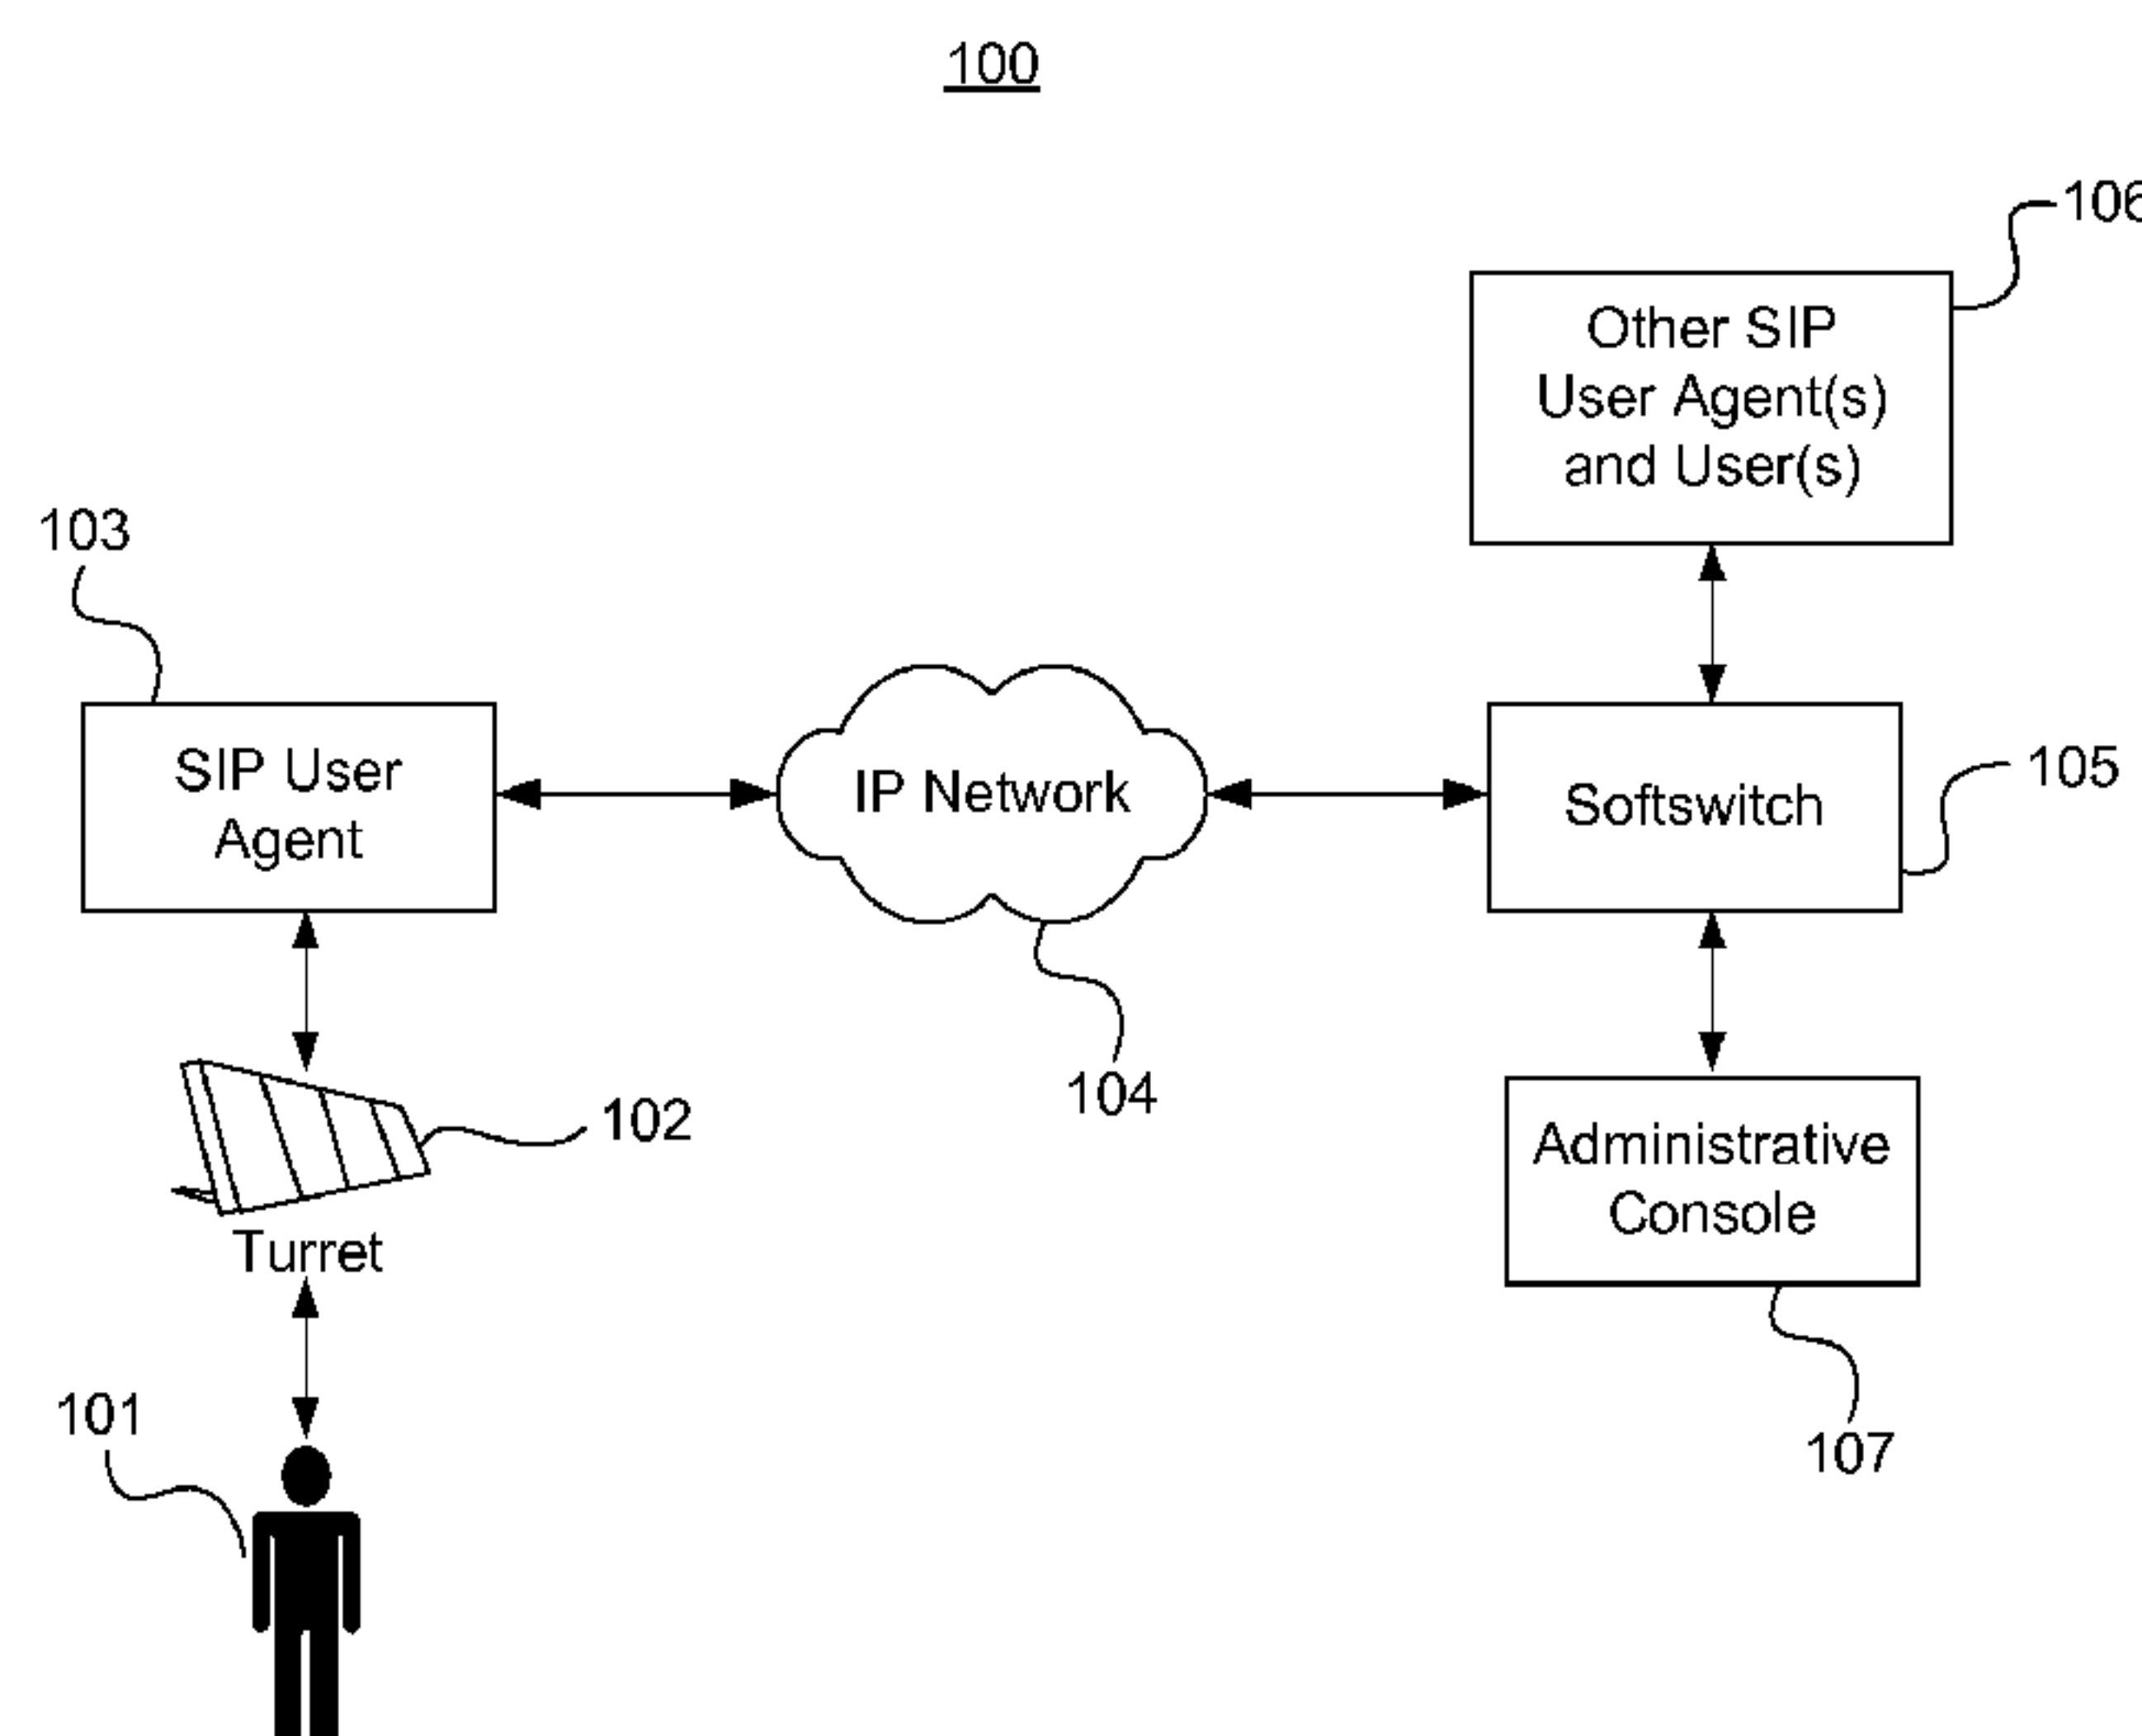 100
106
Other SIP
User Agent(s)
and User(s)
103
SIP User
Agent
IP Network
Softswitch
105
104
102
Administrative
Console
Turret
101
107